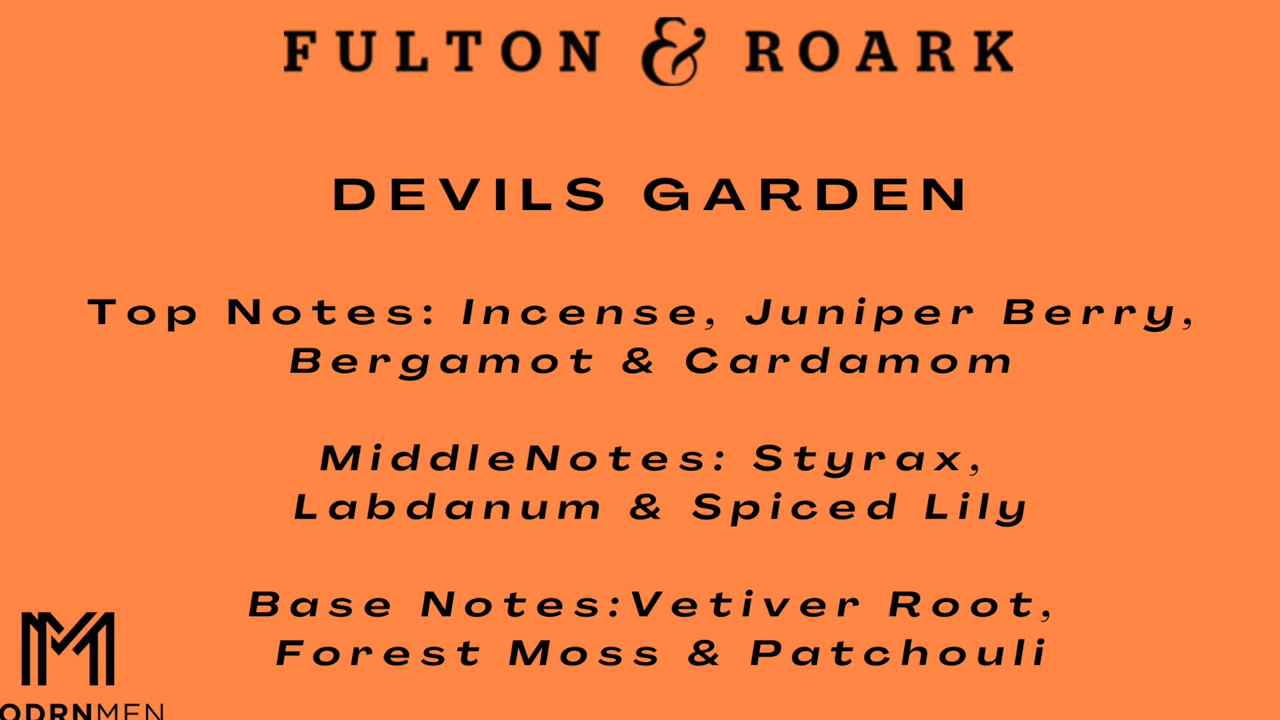 FULTON & ROARK
DEVILS GARDEN
Top Notes: Incense, Juniper Berry,
Bergamot & Cardamom
MiddleNotes: Styrax,
Labdanum & Spiced Lily
Base Notes:Vetiver Root,
Forest Moss & Patchouli
ODRNMEN